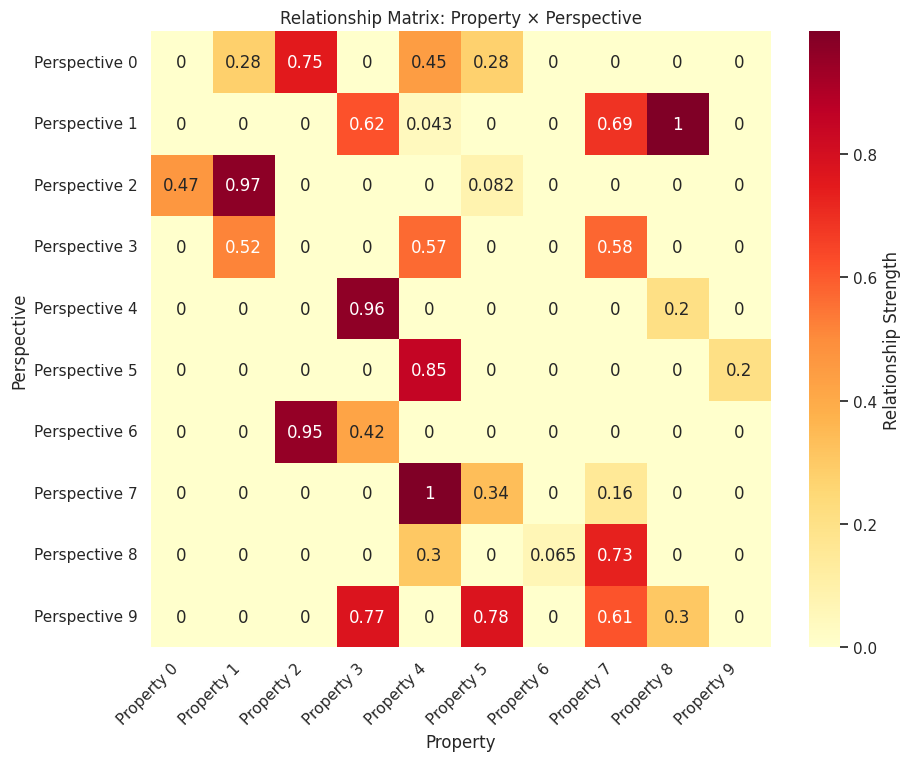 Relationship Matrix: Property × Perspective
Perspective 0 0 0.28 0.75 0 0.45 0.28 0 0 0 0
Perspective 1 0 0 0 0.62 0.043 0 0 0.69 1 0
Perspective 2 0.47 0.97 0 0 0 0.082 0 0 0 0
Perspective 3 0 0.52 0 0 0.57 0 0 0.58 0 0
Perspective 4 0 0 0 0.96 0 0 0 0 0.2 0
Perspective 5 0 0 0 0 0.85 0 0 0 0 0.2
Perspective 6 0 0 0.95 0.42 0 0 0 0 0 0
Perspective 7 0 0 0 0 1 0.34 0 0.16 0 0
Perspective 8 0 0 0 0 0.3 0 0.065 0.73 0 0
Perspective 9 0 0 0 0.77 0 0.78 0 0.61 0.3 0
Property 0 Property 1 Property 2 Property 3 Property 4 Property 5 Property 6 Property 7 Property 8 Property 9
Property
Perspective
0.8
0.6
0.4
0.2
0.0
Relationship Strength